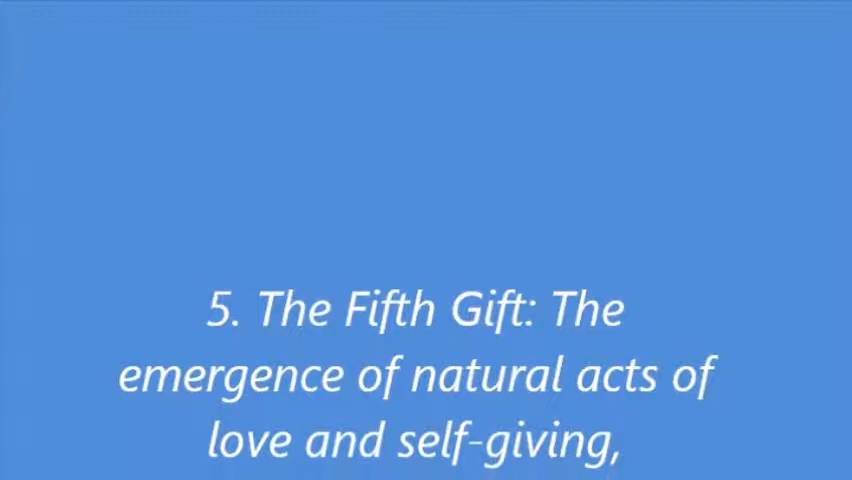 5. The Fifth Gift: The
emergence of natural acts of
love and self-giving,